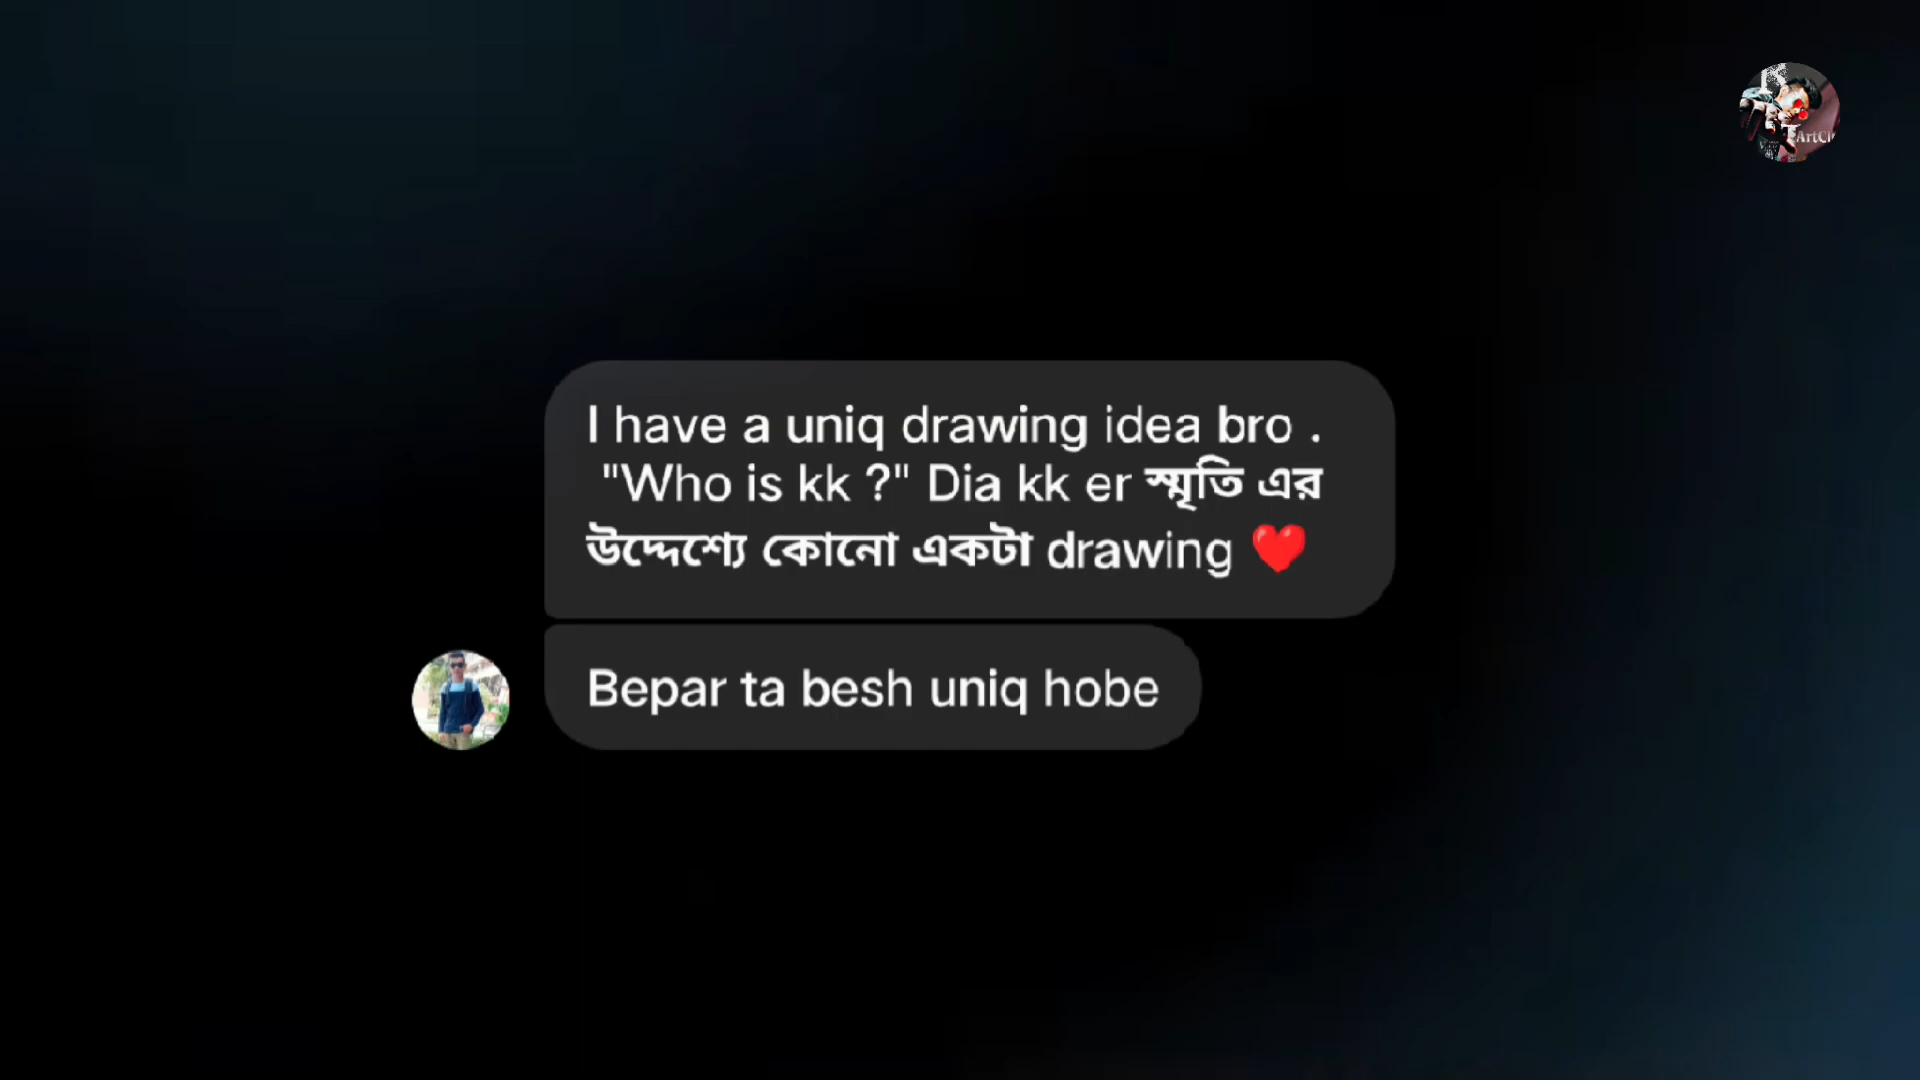 ArtCi
I have a uniq drawing idea bro .
"Who is kk ?" Dia kk er স্মৃতি এর
উদ্দেশ্যে কোনো একটা drawing ❤️
Bepar ta besh uniq hobe